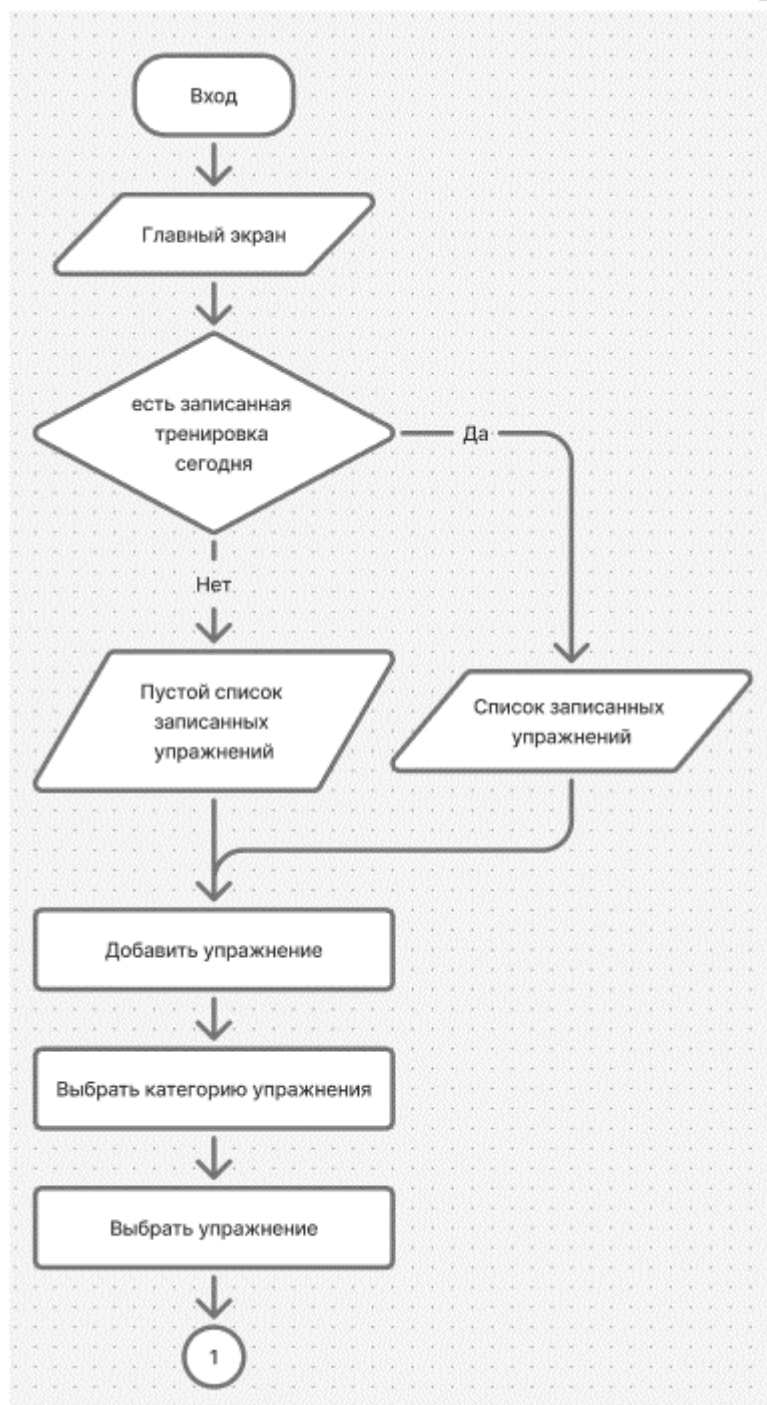 Вход
Главный экран
есть записанная
тренировка
сегодня
Да
Нет
Пустой список
записанных
упражнений
Список записанных
упражнений
Добавить упражнение
Выбрать категорию упражнения
Выбрать упражнение
1